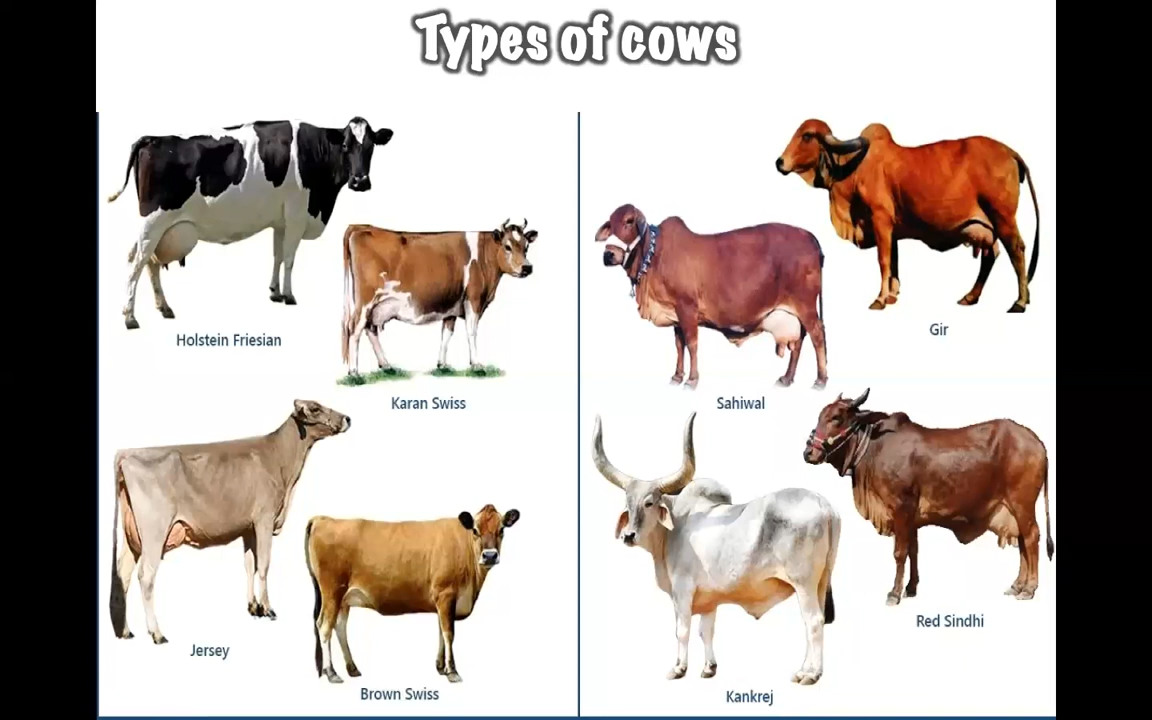 Types of cows
Holstein Friesian
Karan Swiss
Jersey
Brown Swiss
Gir
Sahiwal
Red Sindhi
Kankrej